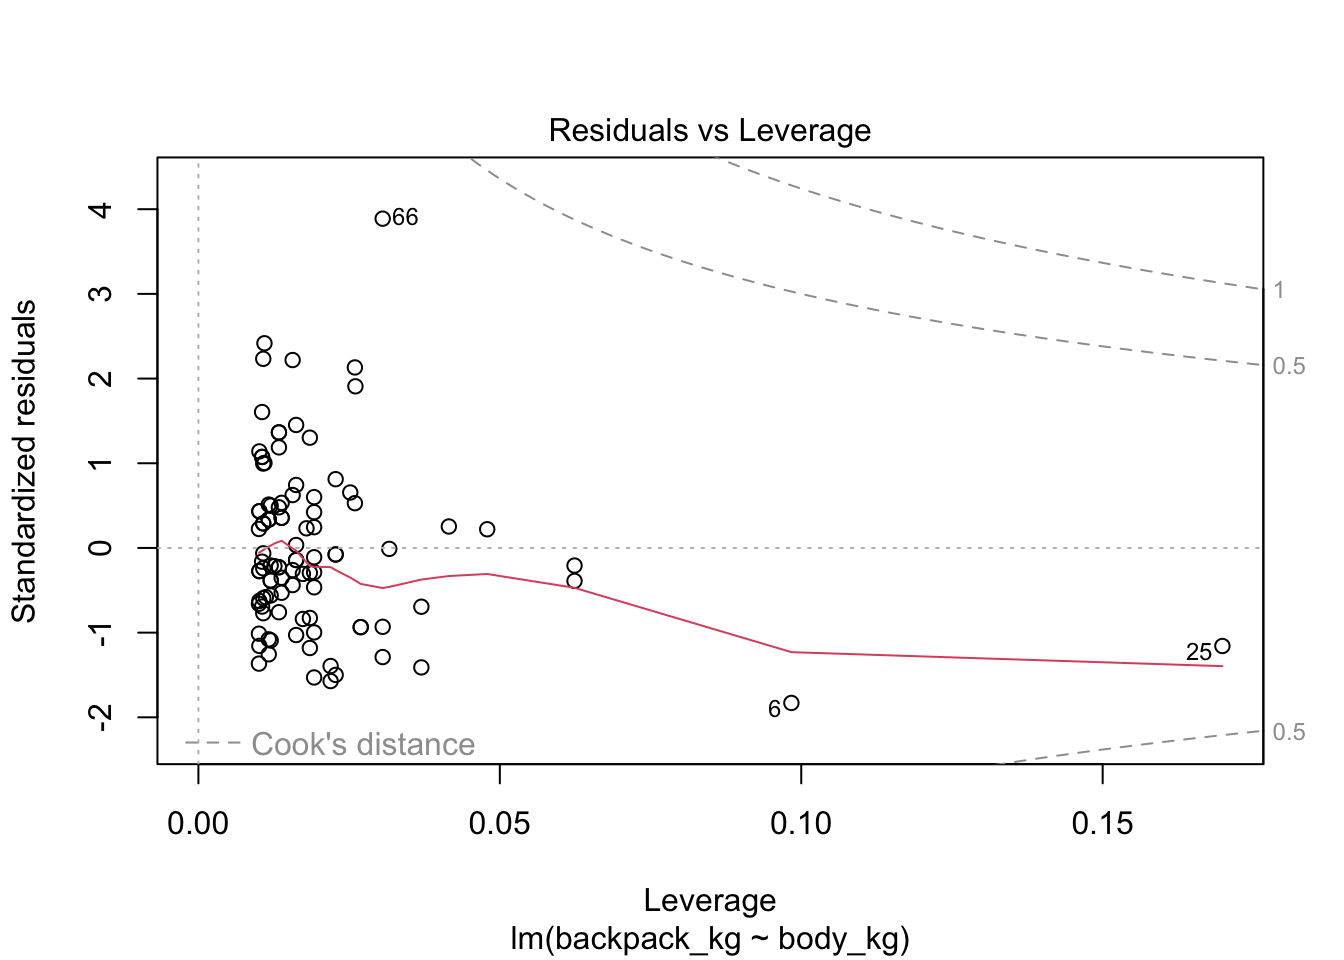 Residuals vs Leverage
Standardized residuals
4
3
2
1
0
-1
-2
66
25
6
1
0.5
0.5
Cook's distance
0.00 0.05 0.10 0.15
Leverage
lm(backpack_kg ~ body_kg)